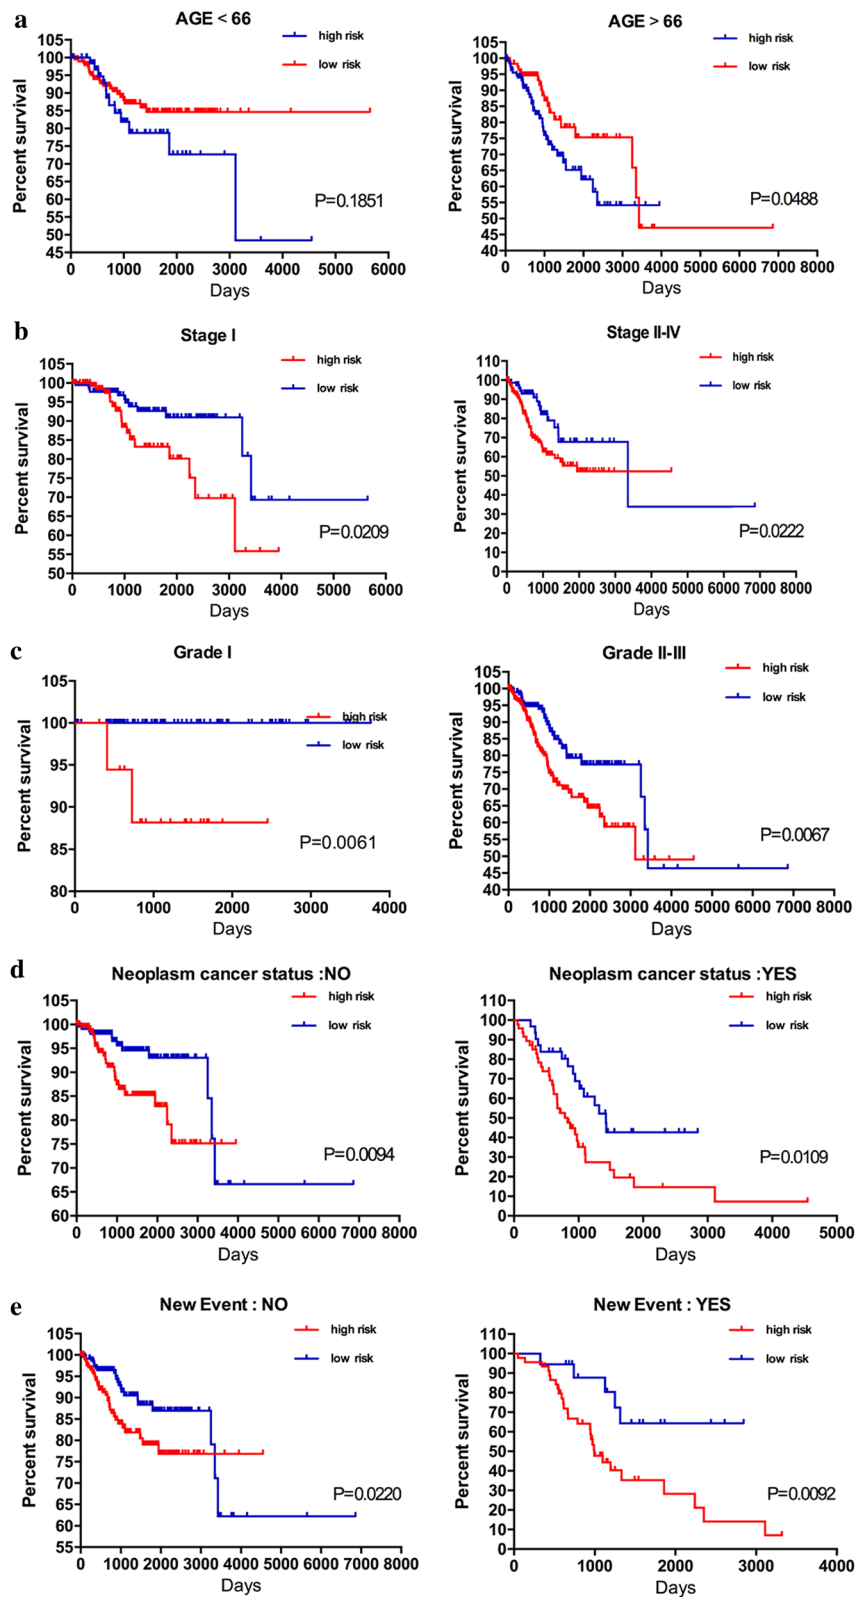 a
AGE < 66
high risk
low risk
Percent survival
105
100
95
90
85
80
75
70
65
60
55
50
45
P=0.1851
0 1000 2000 3000 4000 5000 6000
Days
AGE > 66
high risk
low risk
Percent survival
105
100
95
90
85
80
75
70
65
60
55
50
45
40
P=0.0488
0 1000 2000 3000 4000 5000 6000 7000 8000
Days
b
Stage I
high risk
low risk
Percent survival
105
100
95
90
85
80
75
70
65
60
55
50
P=0.0209
0 1000 2000 3000 4000 5000 6000
Days
Stage II-IV
high risk
low risk
Percent survival
110
100
90
80
70
60
50
40
30
20
10
0
P=0.0222
0 1000 2000 3000 4000 5000 6000 7000 8000
Days
c
Grade I
high risk
low risk
Percent survival
105
100
95
90
85
80
P=0.0061
0 1000 2000 3000 4000
Days
Grade II-III
high risk
low risk
Percent survival
105
100
95
90
85
80
75
70
65
60
55
50
45
40
P=0.0067
0 1000 2000 3000 4000 5000 6000 7000 8000
Days
d
Neoplasm cancer status :NO
high risk
low risk
Percent survival
105
100
95
90
85
80
75
70
65
60
P=0.0094
0 1000 2000 3000 4000 5000 6000 7000 8000
Days
Neoplasm cancer status :YES
high risk
low risk
Percent survival
110
100
90
80
70
60
50
40
30
20
10
0
P=0.0109
0 1000 2000 3000 4000 5000
Days
e
New Event : NO
high risk
low risk
Percent survival
105
100
95
90
85
80
75
70
65
60
55
P=0.0220
0 1000 2000 3000 4000 5000 6000 7000 8000
Days
New Event : YES
high risk
low risk
Percent survival
110
100
90
80
70
60
50
40
30
20
10
0
P=0.0092
0 1000 2000 3000 4000
Days